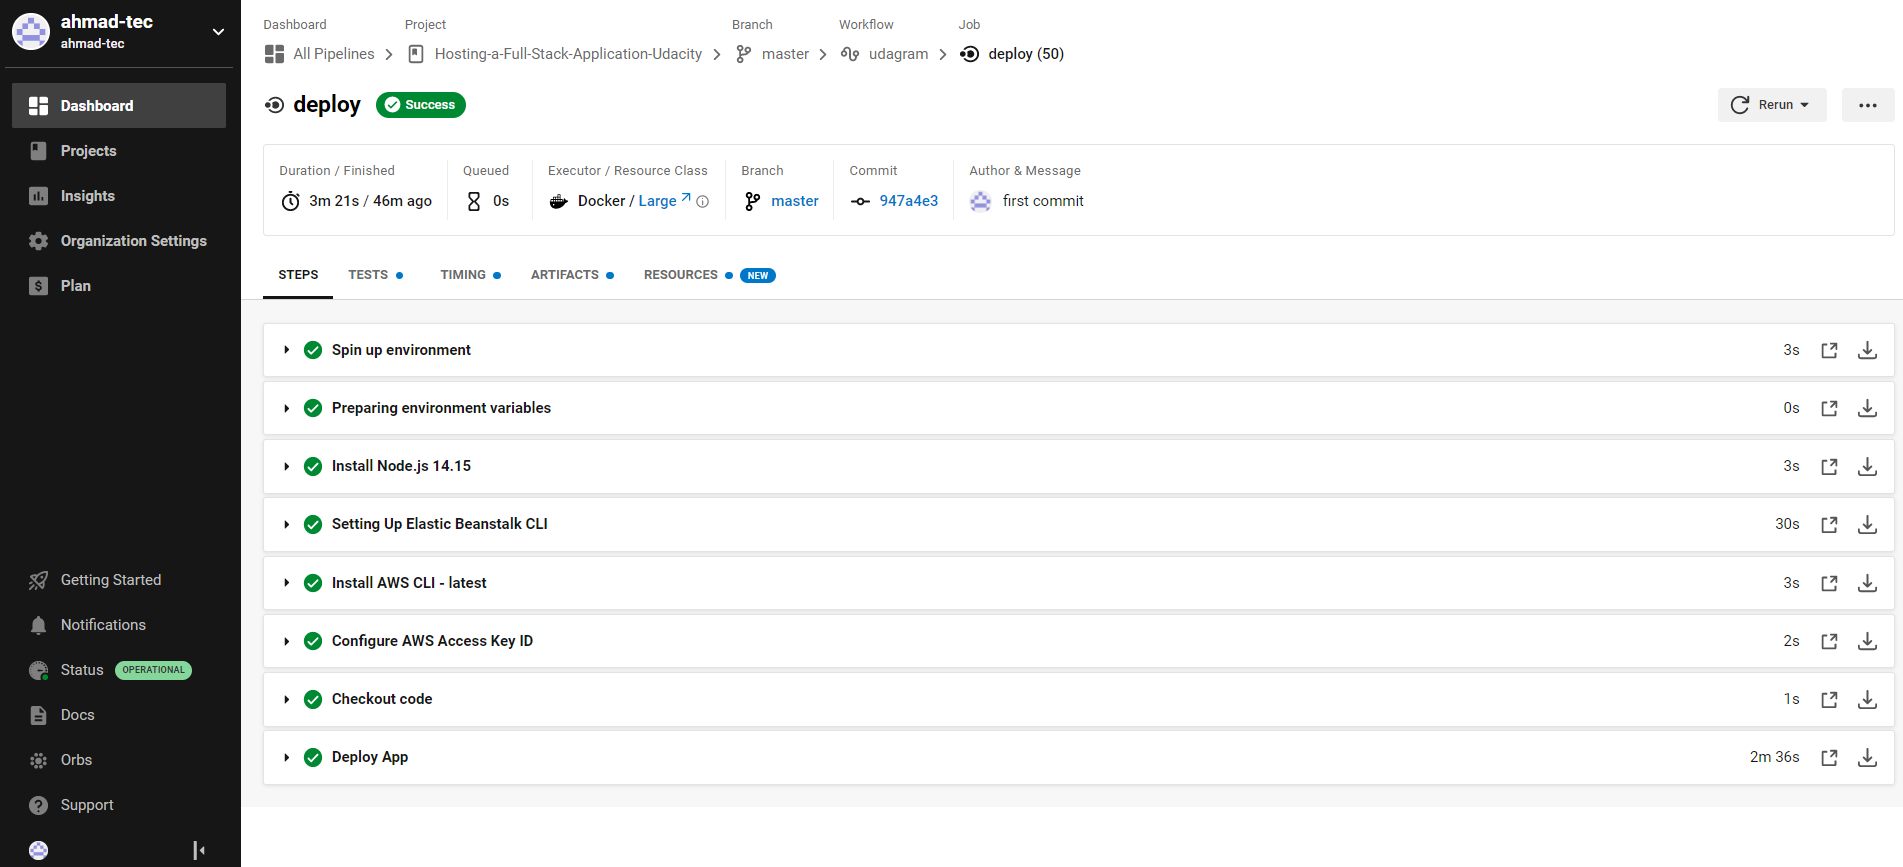 ahmad-tec
ahmad-tec
Dashboard
Projects
Insights
Organization Settings
Plan
Getting Started
Notifications
Status OPERATIONAL
Docs
Orbs
Support
Dashboard Project Branch Workflow Job
All Pipelines Hosting-a-Full-Stack-Application-Udacity master udagram deploy (50)
deploy Success
Rerun
Duration / Finished Queued Executor / Resource Class Branch Commit Author & Message
3m 21s / 46m ago 0s Docker / Large master 947a4e3 first commit
STEPS TESTS TIMING ARTIFACTS RESOURCES NEW
Spin up environment 3s
Preparing environment variables 0s
Install Node.js 14.15 3s
Setting Up Elastic Beanstalk CLI 30s
Install AWS CLI - latest 3s
Configure AWS Access Key ID 2s
Checkout code 1s
Deploy App 2m 36s